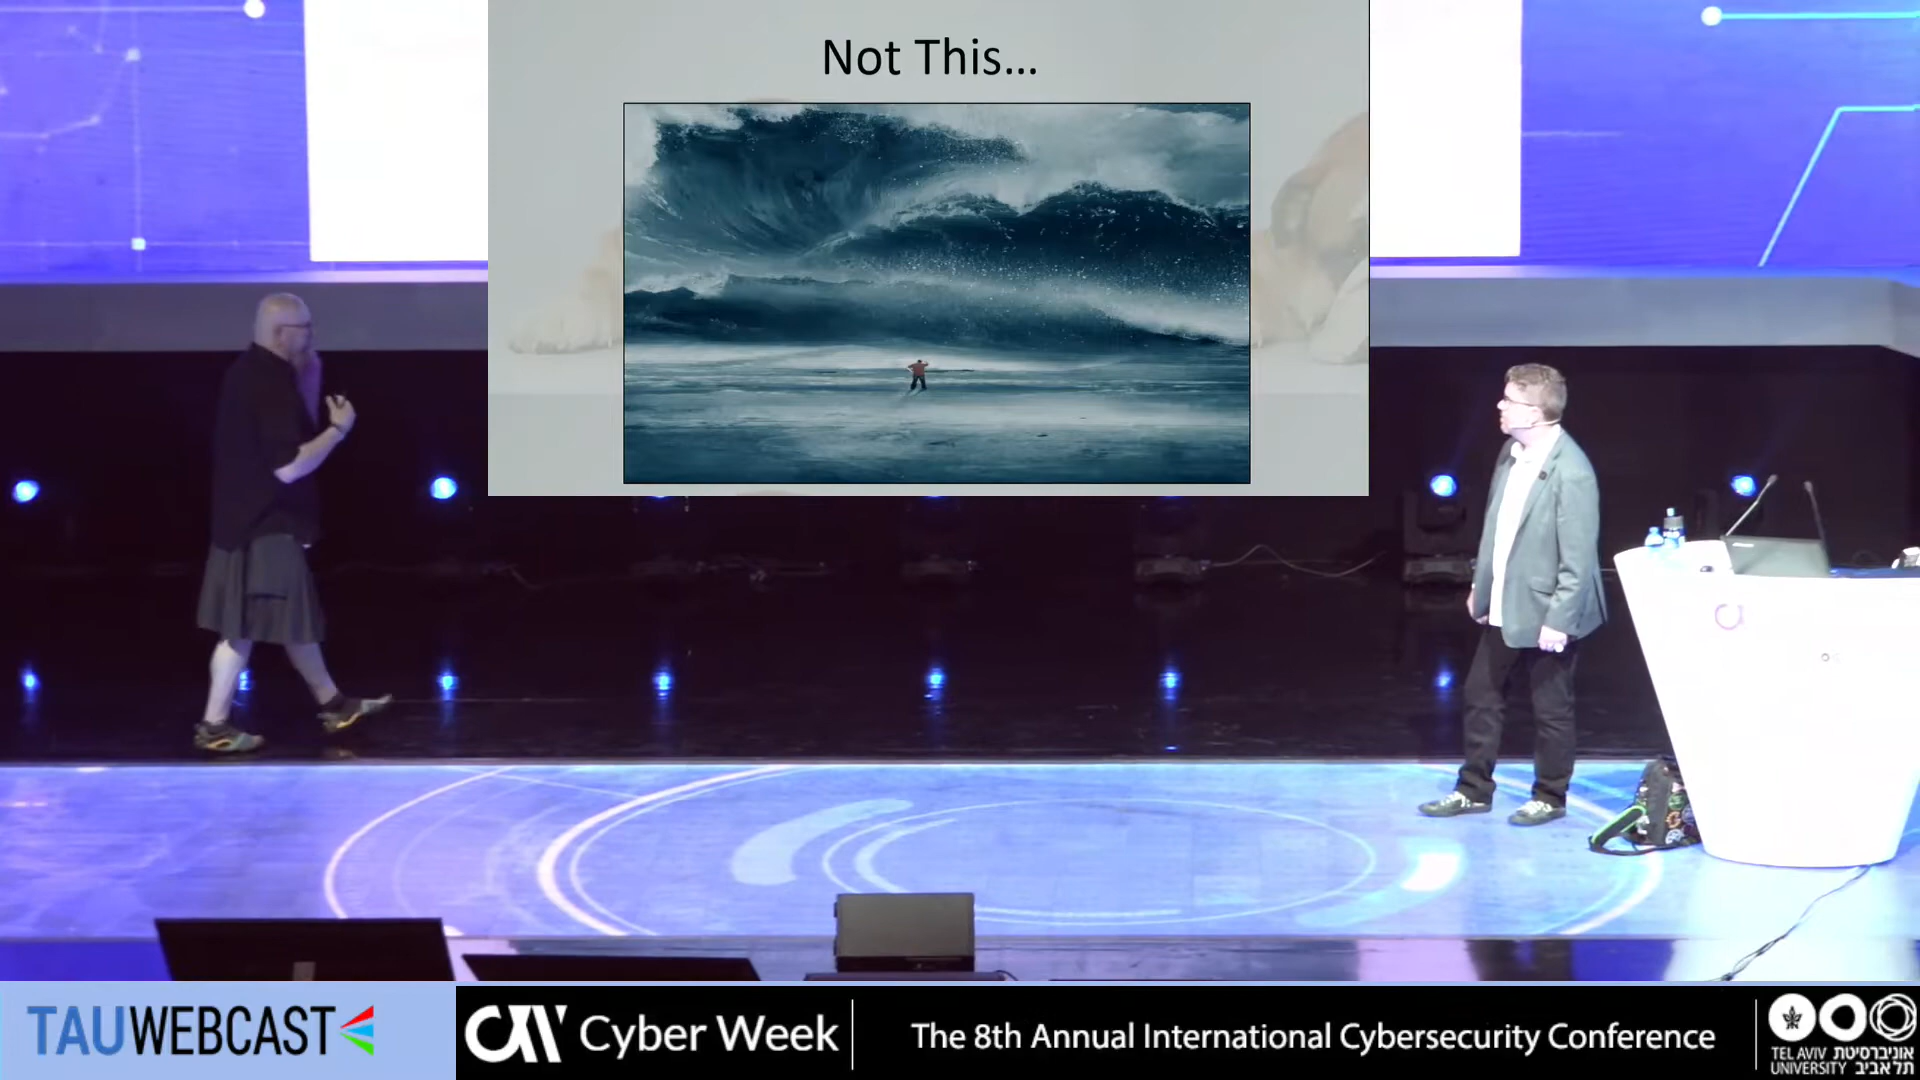 Not This...
TAUWEBCAST
Cyber Week
The 8th Annual International Cybersecurity Conference
TEL AVIV אוניברסיטת
UNIVERSITY תל אביב